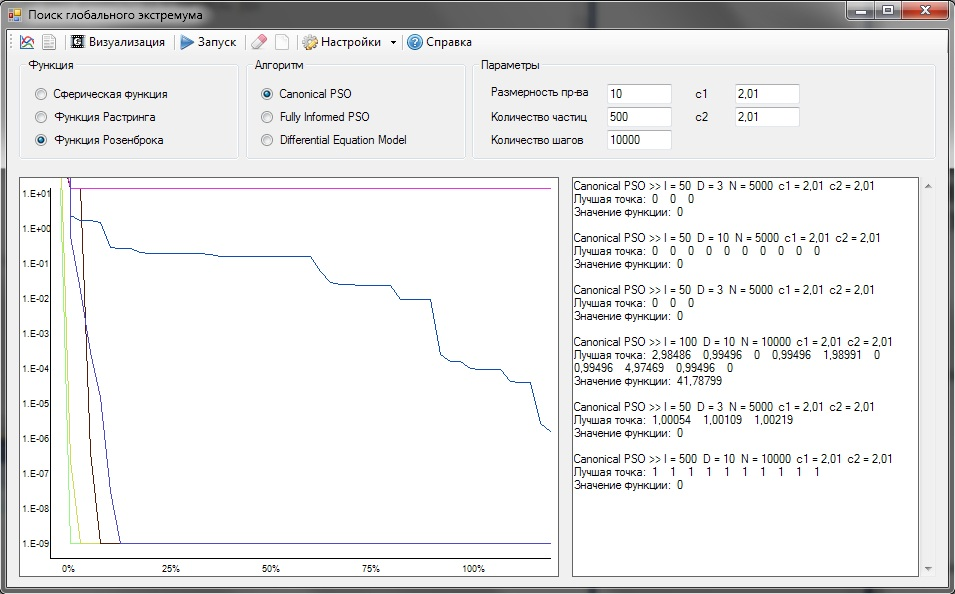 Поиск глобального экстремума
Визуализация
Запуск
Настройки
Справка
Функция
Сферическая функция
Функция Растринга
Функция Розенброка
Алгоритм
Canonical PSO
Fully Informed PSO
Differential Equation Model
Параметры
Размерность пр-ва 10 c1 2,01
Количество частиц 500 c2 2,01
Количество шагов 10000
1.E+01
1.E+00
1.E-01
1.E-02
1.E-03
1.E-04
1.E-05
1.E-06
1.E-07
1.E-08
1.E-09
0% 25% 50% 75% 100%
Canonical PSO >> I = 50 D = 3 N = 5000 c1 = 2,01 c2 = 2,01
Лучшая точка: 0 0 0
Значение функции: 0
Canonical PSO >> I = 50 D = 10 N = 5000 c1 = 2,01 c2 = 2,01
Лучшая точка: 0 0 0 0 0 0 0 0 0 0
Значение функции: 0
Canonical PSO >> I = 50 D = 3 N = 5000 c1 = 2,01 c2 = 2,01
Лучшая точка: 0 0 0
Значение функции: 0
Canonical PSO >> I = 100 D = 10 N = 10000 c1 = 2,01 c2 = 2,01
Лучшая точка: 2,98486 0,99496 0 0,99496 1,98991 0
0,99496 4,97469 0,99496 0
Значение функции: 41,78799
Canonical PSO >> I = 50 D = 3 N = 5000 c1 = 2,01 c2 = 2,01
Лучшая точка: 1,00054 1,00109 1,00219
Значение функции: 0
Canonical PSO >> I = 500 D = 10 N = 10000 c1 = 2,01 c2 = 2,01
Лучшая точка: 1 1 1 1 1 1 1 1 1 1
Значение функции: 0